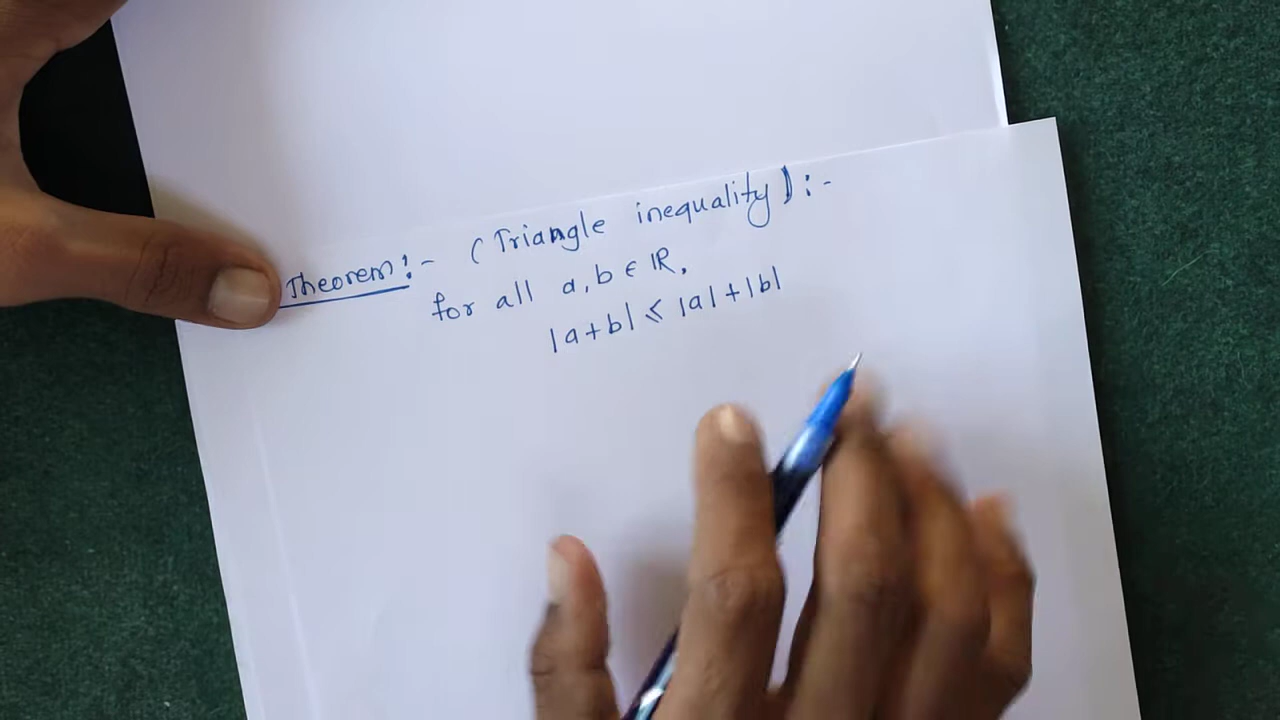 Theorem:- (Triangle inequality):-
for all a, b ∈ ℝ,
|a+b| ⩽ |a|+|b|